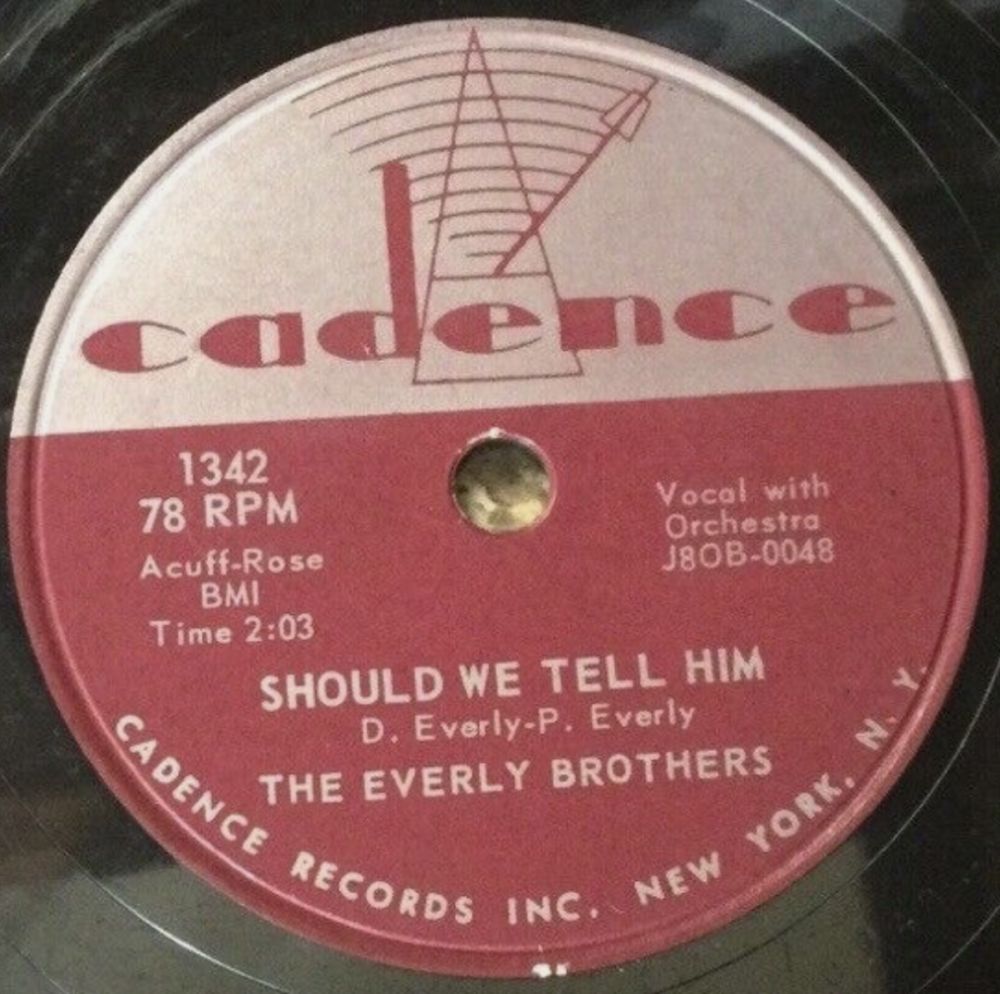 cadence
1342
78 RPM
Acuff-Rose
BMI
Time 2:03
Vocal with
Orchestra
J8OB-0048
SHOULD WE TELL HIM
D. Everly-P. Everly
THE EVERLY BROTHERS
CADENCE RECORDS INC. NEW YORK, N. Y.